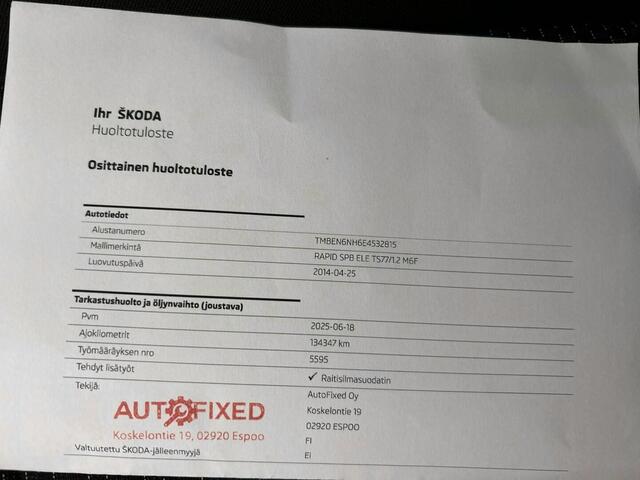 Ihr ŠKODA
Huoltotuloste
Osittainen huoltotuloste
Autotiedot
Alustanumero TMBEN6NH6E4532815
Mallimerkintä RAPID SPB ELE TS77/1.2 M6F
Luovutuspäivä 2014-04-25
Tarkastushuolto ja öljynvaihto (joustava)
Pvm 2025-06-18
Ajokilometrit 134347 km
Työmääräyksen nro 5595
Tehdyt lisätyöt ✓ Raitisilmasuodatin
Tekijä: AutoFixed Oy
AUTOFIXED
Koskelontie 19, 02920 Espoo
Koskelontie 19
02920 ESPOO
FI
Valtuutettu ŠKODA-jälleenmyyjä Ei